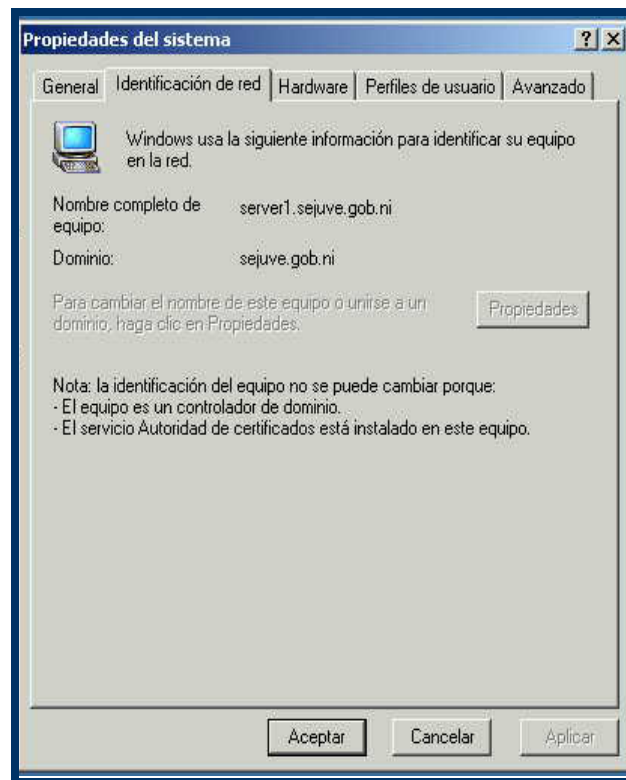 Propiedades del sistema
General Identificación de red Hardware Perfiles de usuario Avanzado
Windows usa la siguiente información para identificar su equipo
en la red.
Nombre completo de server1.sejuve.gob.ni
equipo:
Dominio: sejuve.gob.ni
Para cambiar el nombre de este equipo o unirse a un
dominio, haga clic en Propiedades.
Propiedades
Nota: la identificación del equipo no se puede cambiar porque:
- El equipo es un controlador de dominio.
- El servicio Autoridad de certificados está instalado en este equipo.
Aceptar Cancelar Aplicar